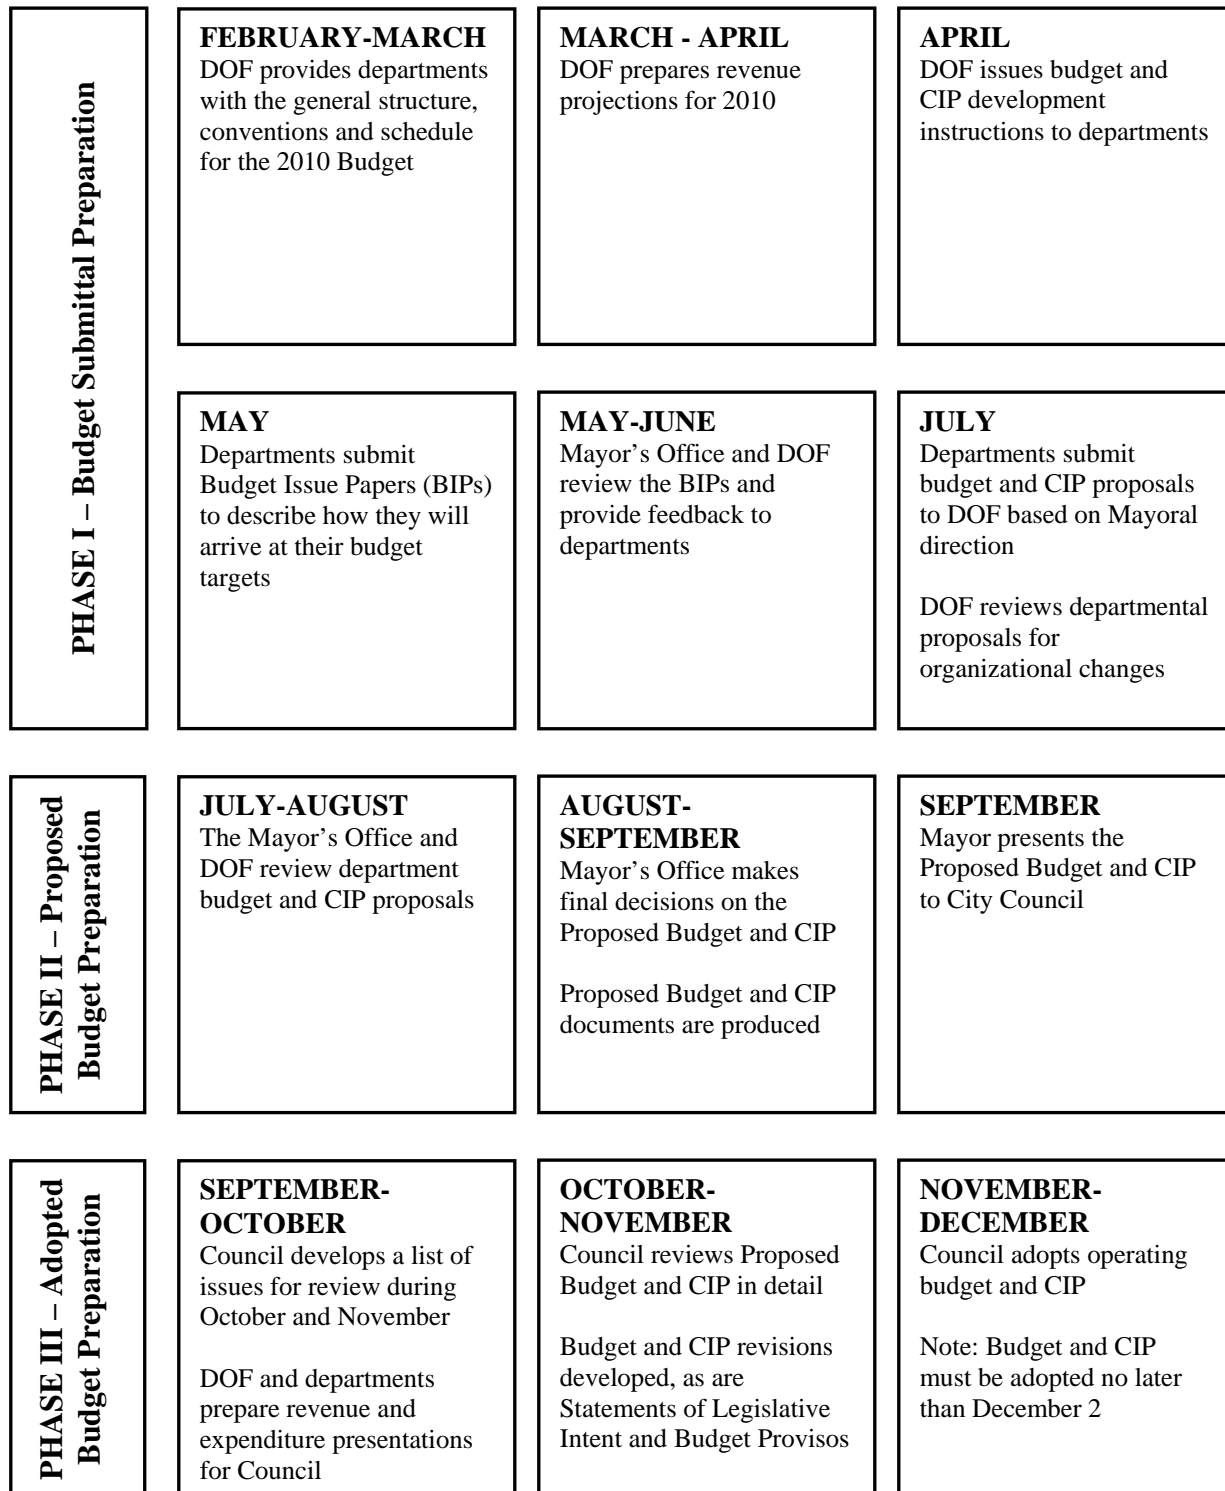 PHASE I – Budget Submittal Preparation
FEBRUARY-MARCH
DOF provides departments
with the general structure,
conventions and schedule
for the 2010 Budget
MARCH - APRIL
DOF prepares revenue
projections for 2010
APRIL
DOF issues budget and
CIP development
instructions to departments
MAY
Departments submit
Budget Issue Papers (BIPs)
to describe how they will
arrive at their budget
targets
MAY-JUNE
Mayor’s Office and DOF
review the BIPs and
provide feedback to
departments
JULY
Departments submit
budget and CIP proposals
to DOF based on Mayoral
direction
DOF reviews departmental
proposals for
organizational changes
PHASE II – Proposed
Budget Preparation
JULY-AUGUST
The Mayor’s Office and
DOF review department
budget and CIP proposals
AUGUST-
SEPTEMBER
Mayor’s Office makes
final decisions on the
Proposed Budget and CIP
Proposed Budget and CIP
documents are produced
SEPTEMBER
Mayor presents the
Proposed Budget and CIP
to City Council
PHASE III – Adopted
Budget Preparation
SEPTEMBER-
OCTOBER
Council develops a list of
issues for review during
October and November
DOF and departments
prepare revenue and
expenditure presentations
for Council
OCTOBER-
NOVEMBER
Council reviews Proposed
Budget and CIP in detail
Budget and CIP revisions
developed, as are
Statements of Legislative
Intent and Budget Provisos
NOVEMBER-
DECEMBER
Council adopts operating
budget and CIP
Note: Budget and CIP
must be adopted no later
than December 2